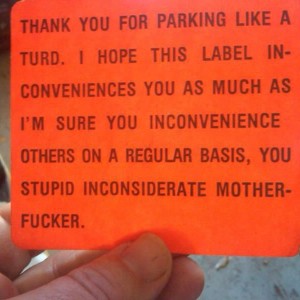 THANK YOU FOR PARKING LIKE A
TURD. I HOPE THIS LABEL IN-
CONVENIENCES YOU AS MUCH AS
I'M SURE YOU INCONVENIENCE
OTHERS ON A REGULAR BASIS, YOU
STUPID INCONSIDERATE MOTHER-
FUCKER.